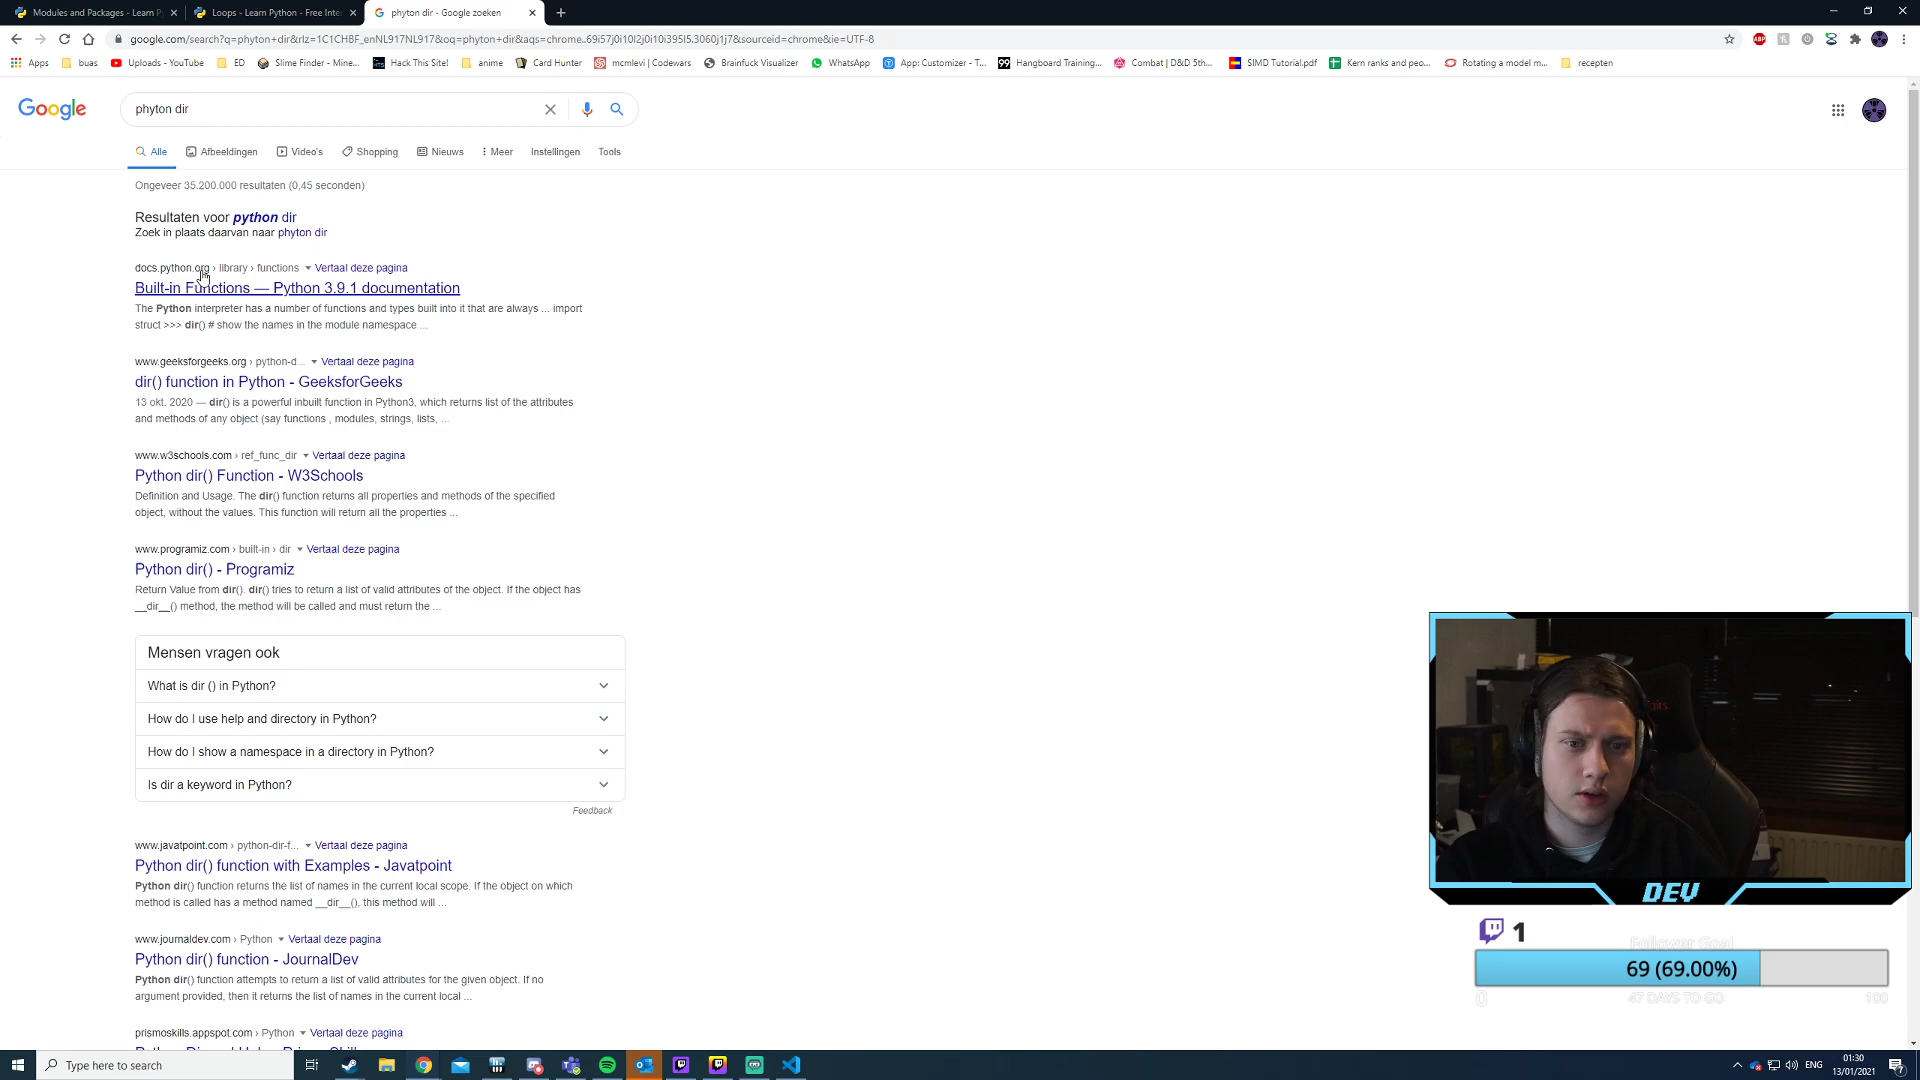 Modules and Packages - Learn P
Loops - Learn Python - Free Inte
phyton dir - Google zoeken
google.com/search?q=phyton+dir&rlz=1C1CHBF_enNL917NL917&oq=phyton+dir&aqs=chrome..69i57j0i10l2j0i10i395l5.3060j1j7&sourceid=chrome&ie=UTF-8
ABP
Apps
buas
Uploads - YouTube
ED
Slime Finder - Mine...
Hack This Site!
anime
Card Hunter
mcmlevi | Codewars
Brainfuck Visualizer
WhatsApp
App: Customizer - T...
99 Hangboard Training...
Combat | D&D 5th...
SIMD Tutorial.pdf
Kern ranks and peo...
Rotating a model m...
recepten
Google
phyton dir
Alle
Afbeeldingen
Video's
Shopping
Nieuws
Meer
Instellingen
Tools
Ongeveer 35.200.000 resultaten (0,45 seconden)
Resultaten voor python dir
Zoek in plaats daarvan naar phyton dir
docs.python.org › library › functions ▾ Vertaal deze pagina
Built-in Functions — Python 3.9.1 documentation
The Python interpreter has a number of functions and types built into it that are always ... import
struct >>> dir() # show the names in the module namespace ...
www.geeksforgeeks.org › python-d... ▾ Vertaal deze pagina
dir() function in Python - GeeksforGeeks
13 okt. 2020 — dir() is a powerful inbuilt function in Python3, which returns list of the attributes
and methods of any object (say functions , modules, strings, lists, ...
www.w3schools.com › ref_func_dir ▾ Vertaal deze pagina
Python dir() Function - W3Schools
Definition and Usage. The dir() function returns all properties and methods of the specified
object, without the values. This function will return all the properties ...
www.programiz.com › built-in › dir ▾ Vertaal deze pagina
Python dir() - Programiz
Return Value from dir(). dir() tries to return a list of valid attributes of the object. If the object has
__dir__() method, the method will be called and must return the ...
Mensen vragen ook
What is dir () in Python?
How do I use help and directory in Python?
How do I show a namespace in a directory in Python?
Is dir a keyword in Python?
Feedback
www.javatpoint.com › python-dir-f... ▾ Vertaal deze pagina
Python dir() function with Examples - Javatpoint
Python dir() function returns the list of names in the current local scope. If the object on which
method is called has a method named __dir__(), this method will ...
www.journaldev.com › Python ▾ Vertaal deze pagina
Python dir() function - JournalDev
Python dir() function attempts to return a list of valid attributes for the given object. If no
argument provided, then it returns the list of names in the current local ...
prismoskills.appspot.com › Python ▾ Vertaal deze pagina
DEV
1
Follower Goal
69 (69.00%)
0
47 DAYS TO GO
100
Type here to search
ENG
01:30
13/01/2021